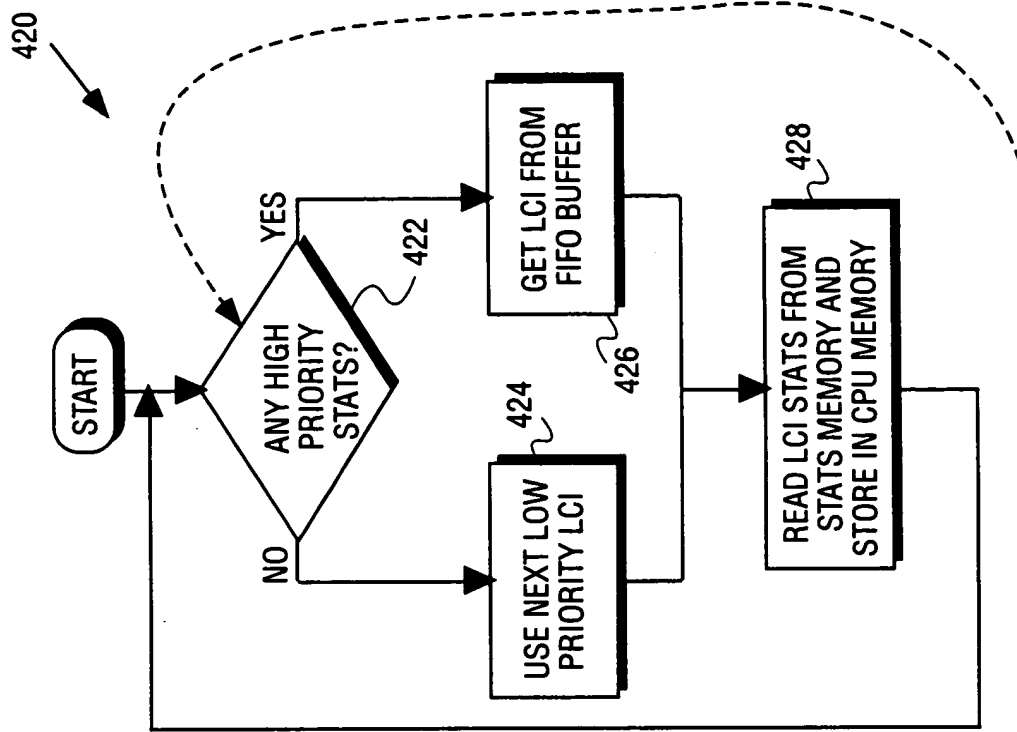 420
START
ANY HIGH
PRIORITY
STATS?
422
NO
YES
USE NEXT LOW
PRIORITY LCI
424
GET LCI FROM
FIFO BUFFER
426
READ LCI STATS FROM
STATS MEMORY AND
STORE IN CPU MEMORY
428